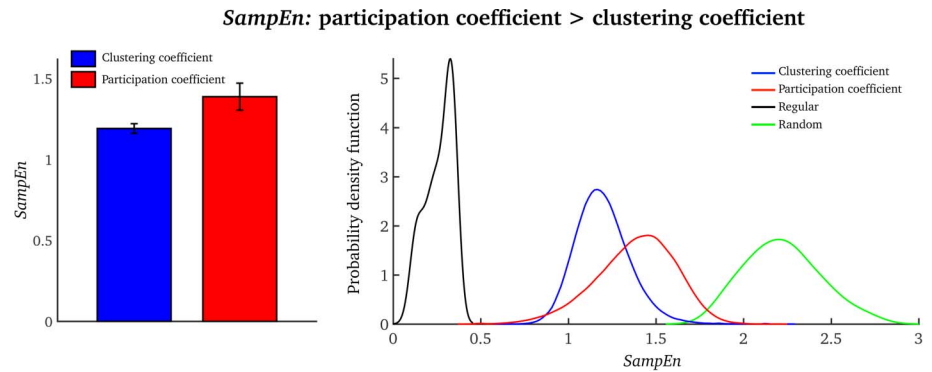 SampEn: participation coefficient > clustering coefficient
Clustering coefficient
Participation coefficient
1.5
1
0.5
0
SampEn
Clustering coefficient
Participation coefficient
Regular
Random
Probability density function
5
4
3
2
1
0
0 0.5 1 1.5 2 2.5 3
SampEn